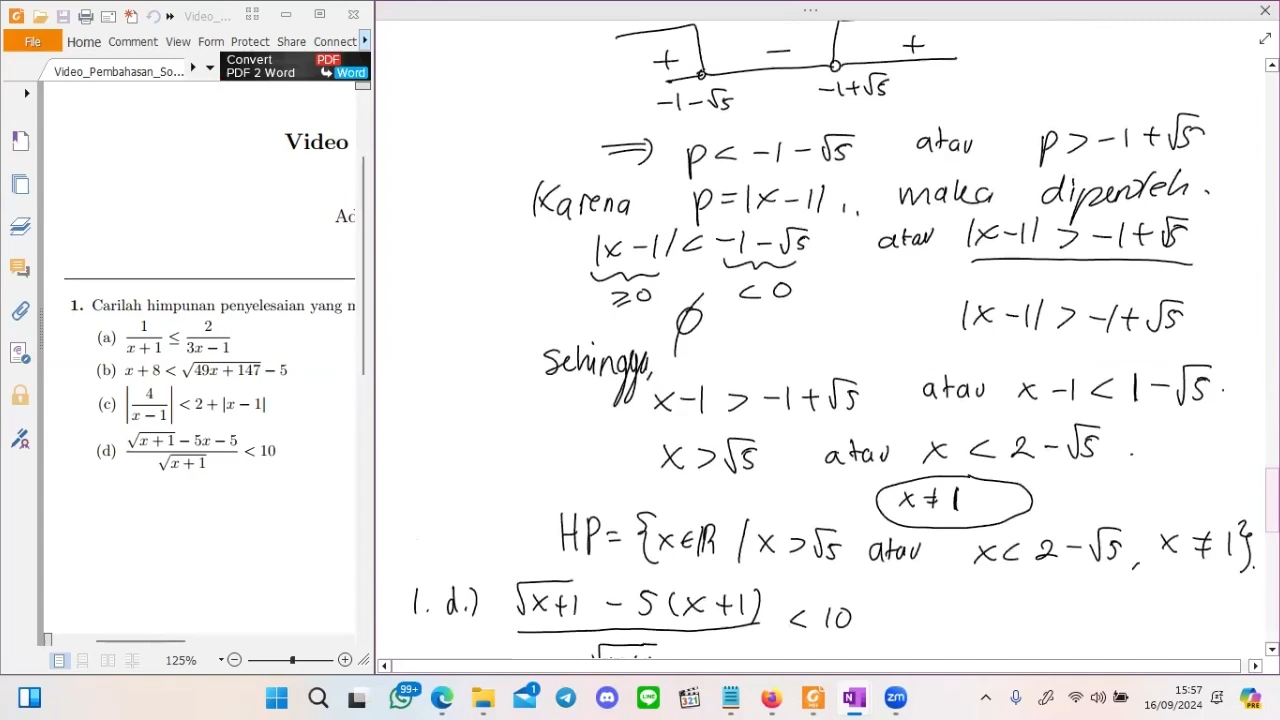 Video_...
File
Home Comment View Form Protect Share Connect
Convert PDF
PDF 2 Word Word
Video_Pembahasan_So...
Video
Ad
1. Carilah himpunan penyelesaian yang n
(a) 1/(x+1) ≤ 2/(3x−1)
(b) x + 8 < √(49x + 147) − 5
(c) |4/(x−1)| < 2 + |x − 1|
(d) (√(x+1) − 5x − 5)/√(x+1) < 10
125%
+ − +
−1−√5 −1+√5
⟹ p < −1−√5 atau p > −1+√5
Karena p = |x−1|, maka diperoleh.
|x−1| < −1−√5 atau |x−1| > −1+√5
≥0 < 0
∅ |x−1| > −1+√5
Sehingga,
x−1 > −1+√5 atau x−1 < 1−√5.
x > √5 atau x < 2−√5.
x ≠ 1
HP = {x∈ℝ / x > √5 atau x < 2−√5, x ≠ 1}.
1. d.) √(x+1) − 5(x+1) < 10
99+
1
321
zm
15:57
16/09/2024
PRE